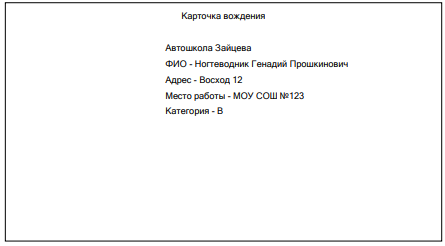 Карточка вождения
Автошкола Зайцева
ФИО - Ногтеводник Генадий Прошкинович
Адрес - Восход 12
Место работы - МОУ СОШ №123
Категория - В